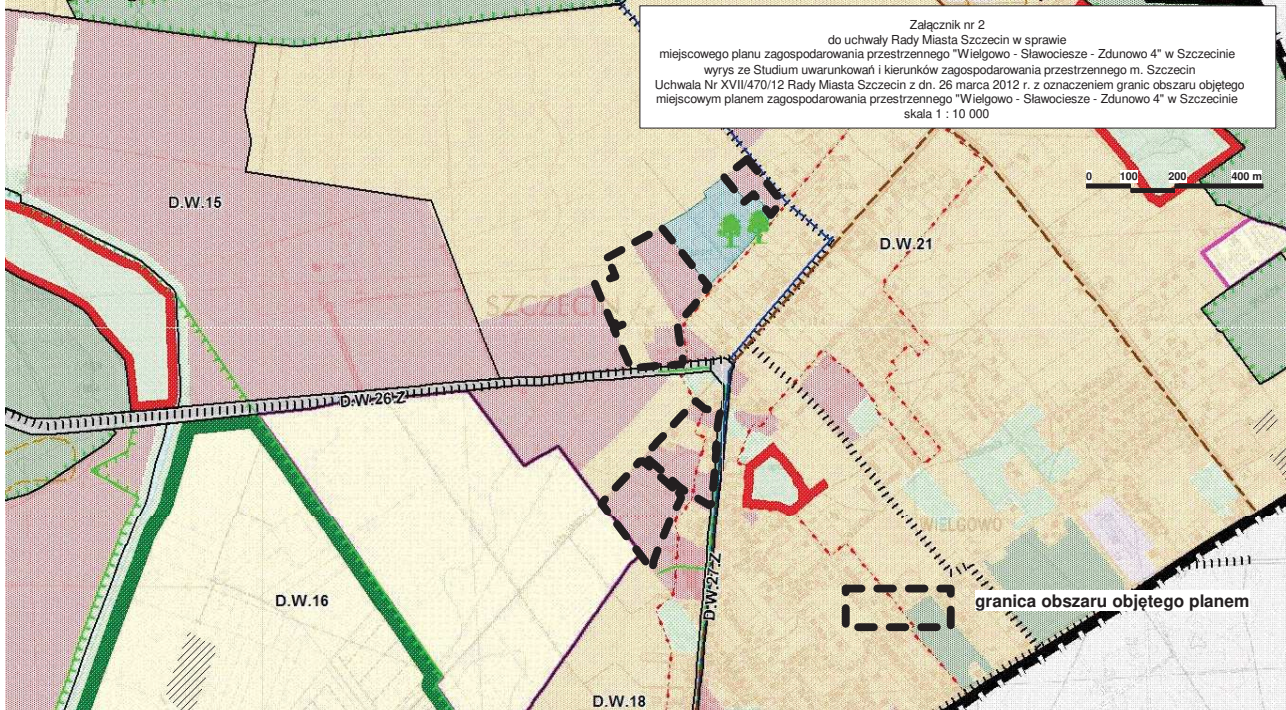 Załącznik nr 2
do uchwały Rady Miasta Szczecin w sprawie
miejscowego planu zagospodarowania przestrzennego "Wielgowo - Sławociesze - Zdunowo 4" w Szczecinie
wyrys ze Studium uwarunkowań i kierunków zagospodarowania przestrzennego m. Szczecin
Uchwała Nr XVII/470/12 Rady Miasta Szczecin z dn. 26 marca 2012 r. z oznaczeniem granic obszaru objętego
miejscowym planem zagospodarowania przestrzennego "Wielgowo - Sławociesze - Zdunowo 4" w Szczecinie
skala 1 : 10 000
0 100 200 400 m
D.W.15
D.W.21
SZCZECIN
D.W.26 Z
WIELGOWO
D.W.27.Z
D.W.16
granica obszaru objętego planem
D.W.18